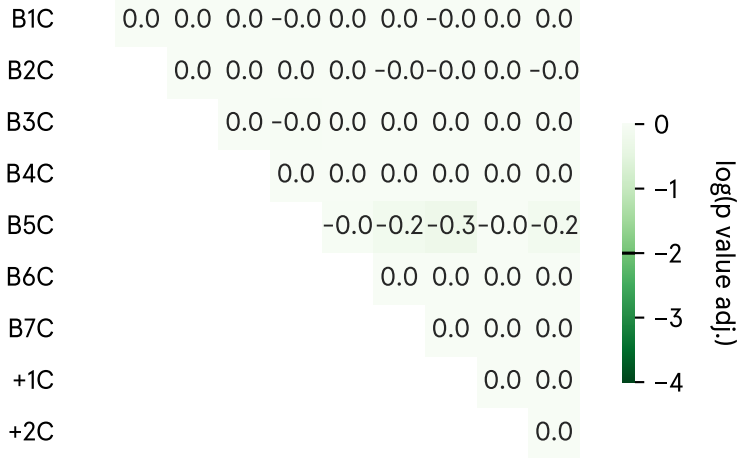 B1C 0.0 0.0 0.0 −0.0 0.0 0.0 −0.0 0.0 0.0
B2C 0.0 0.0 0.0 0.0 −0.0 −0.0 0.0 −0.0
B3C 0.0 −0.0 0.0 0.0 0.0 0.0 0.0
B4C 0.0 0.0 0.0 0.0 0.0 0.0
B5C −0.0 −0.2 −0.3 −0.0 −0.2
B6C 0.0 0.0 0.0 0.0
B7C 0.0 0.0 0.0
+1C 0.0 0.0
+2C 0.0
0
−1
−2
−3
−4
log(p value adj.)